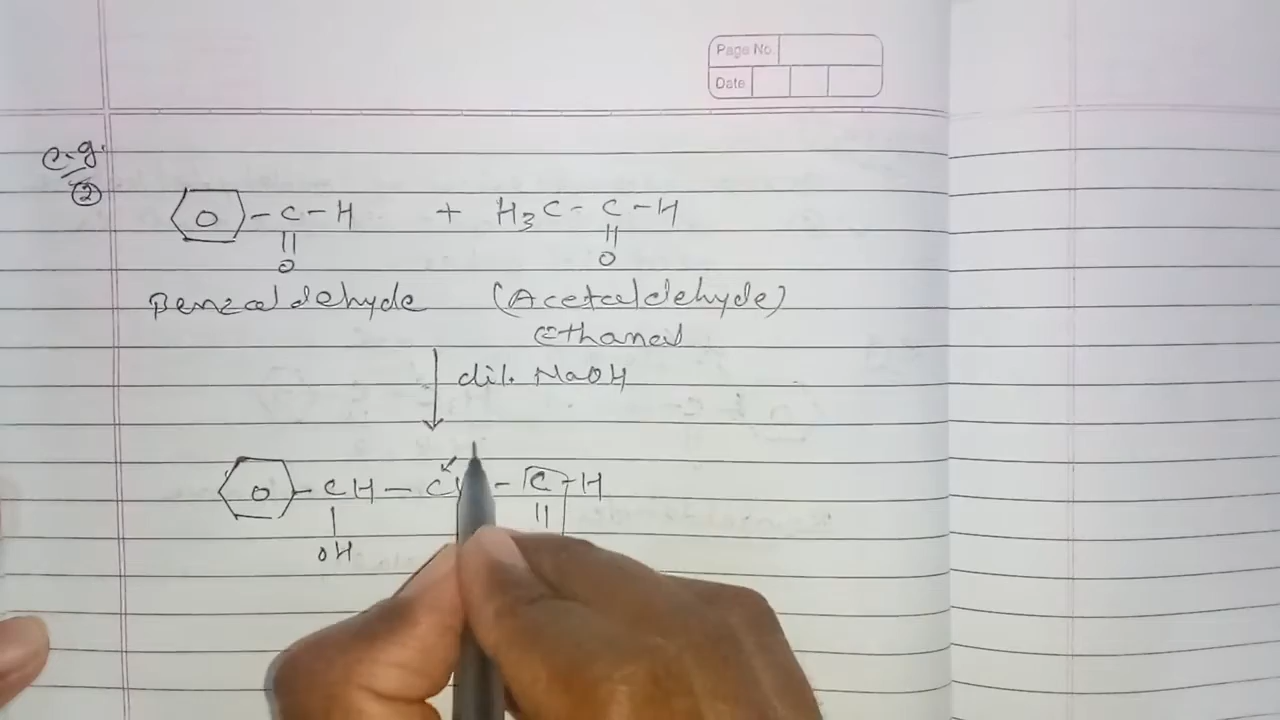 Page No.
Date
e.g.
②
- C - H + H₃C - C - H
|| ||
O O
Benzaldehyde (Acetaldehyde)
Ethanal
dil. NaOH
- CH - C - C - H
||
OH